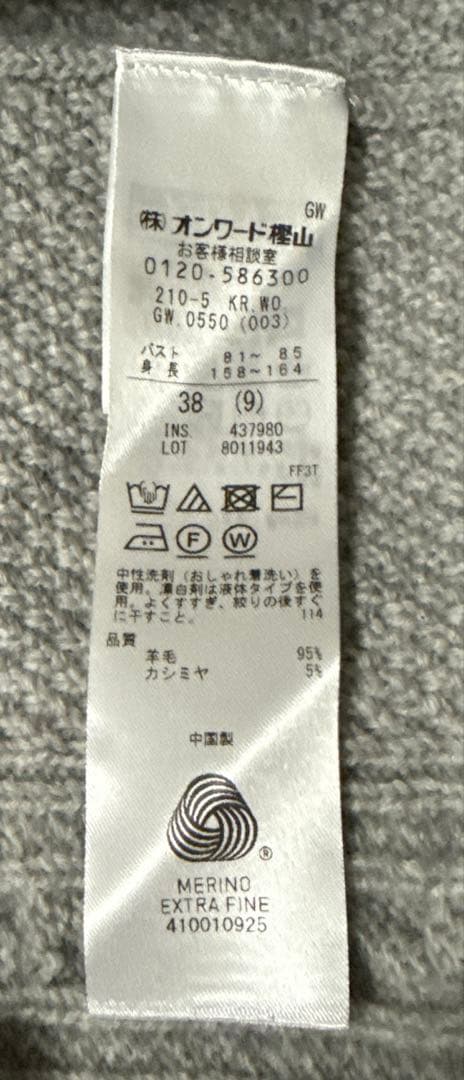 GW
㈱ オンワード樫山
お客様相談室
0120-586300
210-5 KR.WO.
GW.0550 (003)
バスト 81～ 85
身長 158～164
38 (9)
INS. 437980
LOT 8011943
FF3T
F W
中性洗剤（おしゃれ着洗い）を
使用。漂白剤は液体タイプを使
用。よくすすぎ、絞りの後すぐ
に干すこと。 114
品質
羊毛 95%
カシミヤ 5%
中国製
®
MERINO
EXTRA FINE
410010925